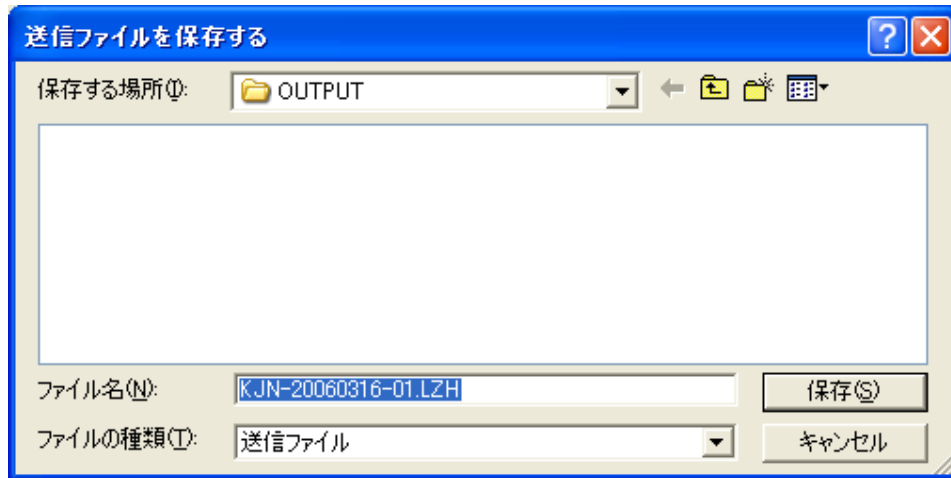 送信ファイルを保存する
保存する場所(I): OUTPUT
ファイル名(N): KJN-20060316-01.LZH 保存(S)
ファイルの種類(T): 送信ファイル キャンセル